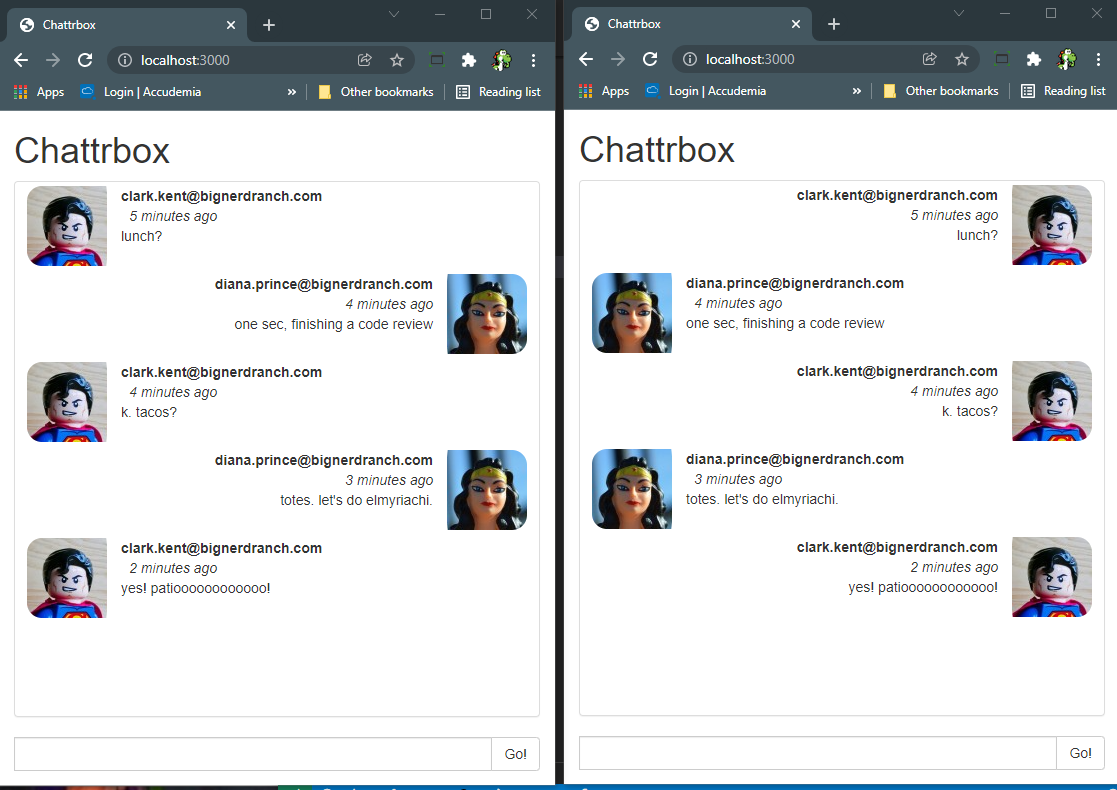 Chattrbox
localhost:3000
Apps
Login | Accudemia
»
Other bookmarks
Reading list
Chattrbox
clark.kent@bignerdranch.com
5 minutes ago
lunch?
diana.prince@bignerdranch.com
4 minutes ago
one sec, finishing a code review
clark.kent@bignerdranch.com
4 minutes ago
k. tacos?
diana.prince@bignerdranch.com
3 minutes ago
totes. let's do elmyriachi.
clark.kent@bignerdranch.com
2 minutes ago
yes! patioooooooooooo!
Go!
Chattrbox
localhost:3000
Apps
Login | Accudemia
»
Other bookmarks
Reading list
Chattrbox
clark.kent@bignerdranch.com
5 minutes ago
lunch?
diana.prince@bignerdranch.com
4 minutes ago
one sec, finishing a code review
clark.kent@bignerdranch.com
4 minutes ago
k. tacos?
diana.prince@bignerdranch.com
3 minutes ago
totes. let's do elmyriachi.
clark.kent@bignerdranch.com
2 minutes ago
yes! patioooooooooooo!
Go!